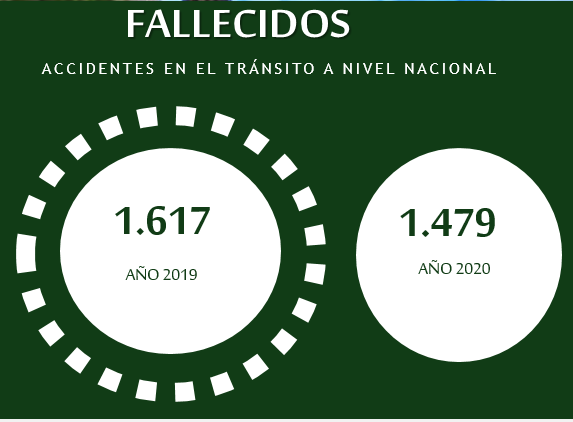 FALLECIDOS
ACCIDENTES EN EL TRÁNSITO A NIVEL NACIONAL
1.617
AÑO 2019
1.479
AÑO 2020